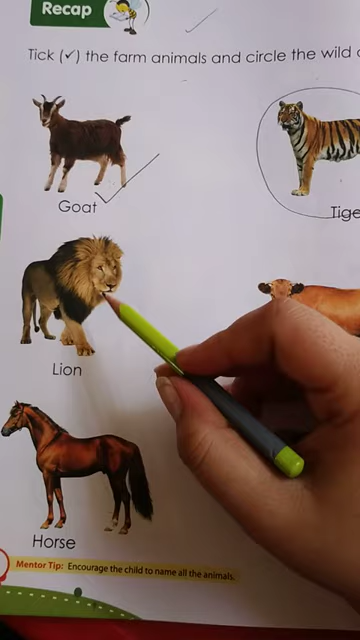 Recap
Tick (✓) the farm animals and circle the wild
Goat
Tige
Lion
Horse
Mentor Tip: Encourage the child to name all the animals.